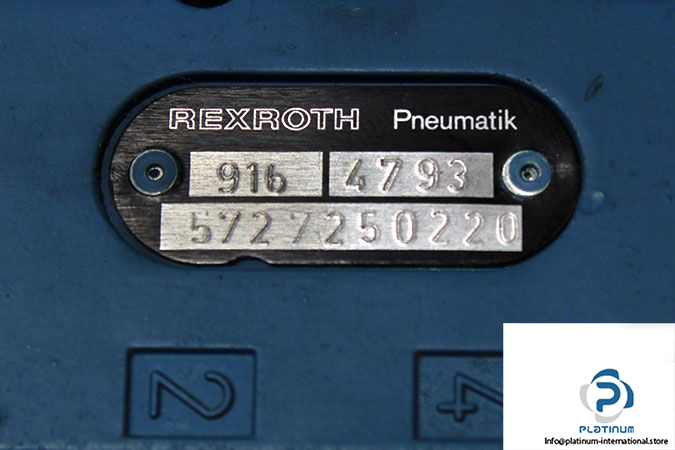 REXROTH Pneumatik
916 4793
5727250220
2 4
PLATINUM
Info@platinum-international.store